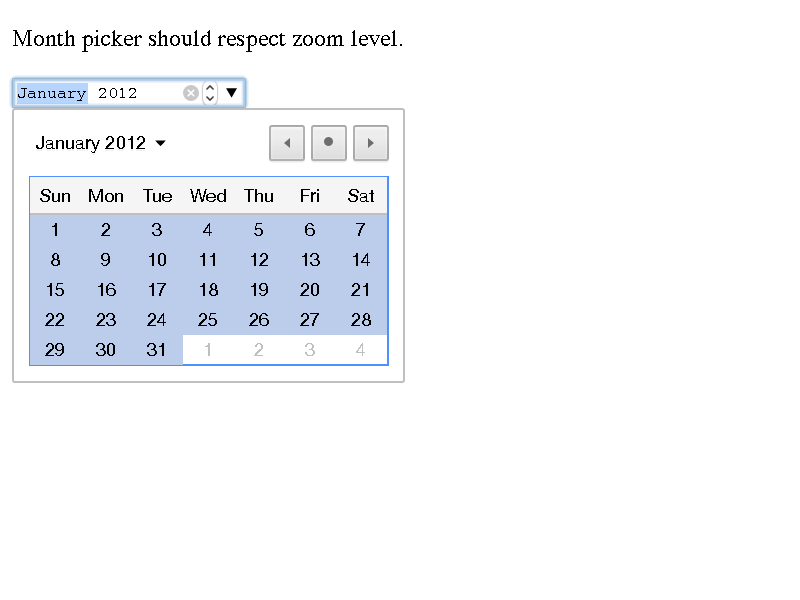 Month picker should respect zoom level.
January 2012
January 2012
Sun Mon Tue Wed Thu Fri Sat
1 2 3 4 5 6 7
8 9 10 11 12 13 14
15 16 17 18 19 20 21
22 23 24 25 26 27 28
29 30 31 1 2 3 4